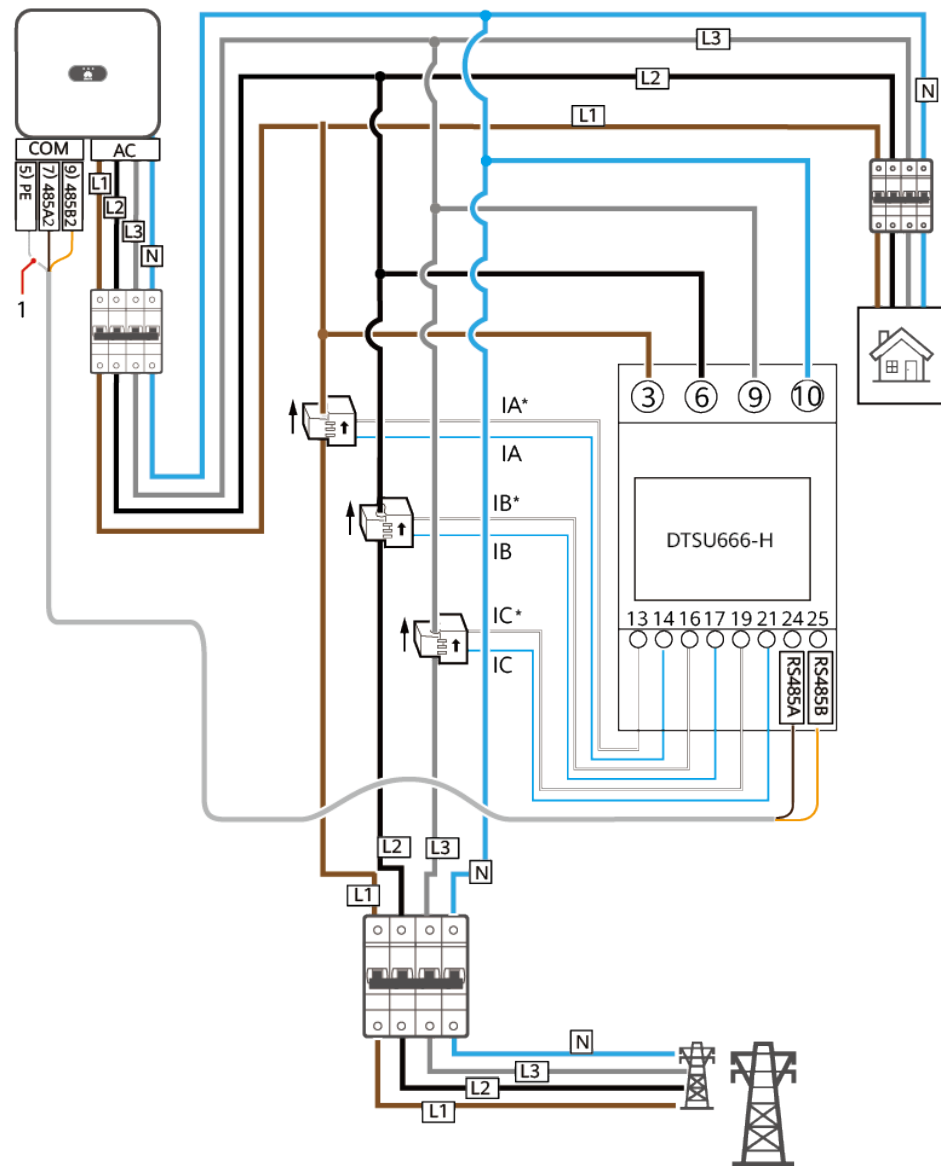 L3
L2
N
L1
COM
AC
5) PE
7) 485A2
9) 485B2
L1
L2
L3
N
1
3
6
9
10
IA*
IA
IB*
IB
DTSU666-H
IC*
IC
13 14 16 17 19 21 24 25
RS485A
RS485B
L2
L3
N
L1
N
L3
L2
L1